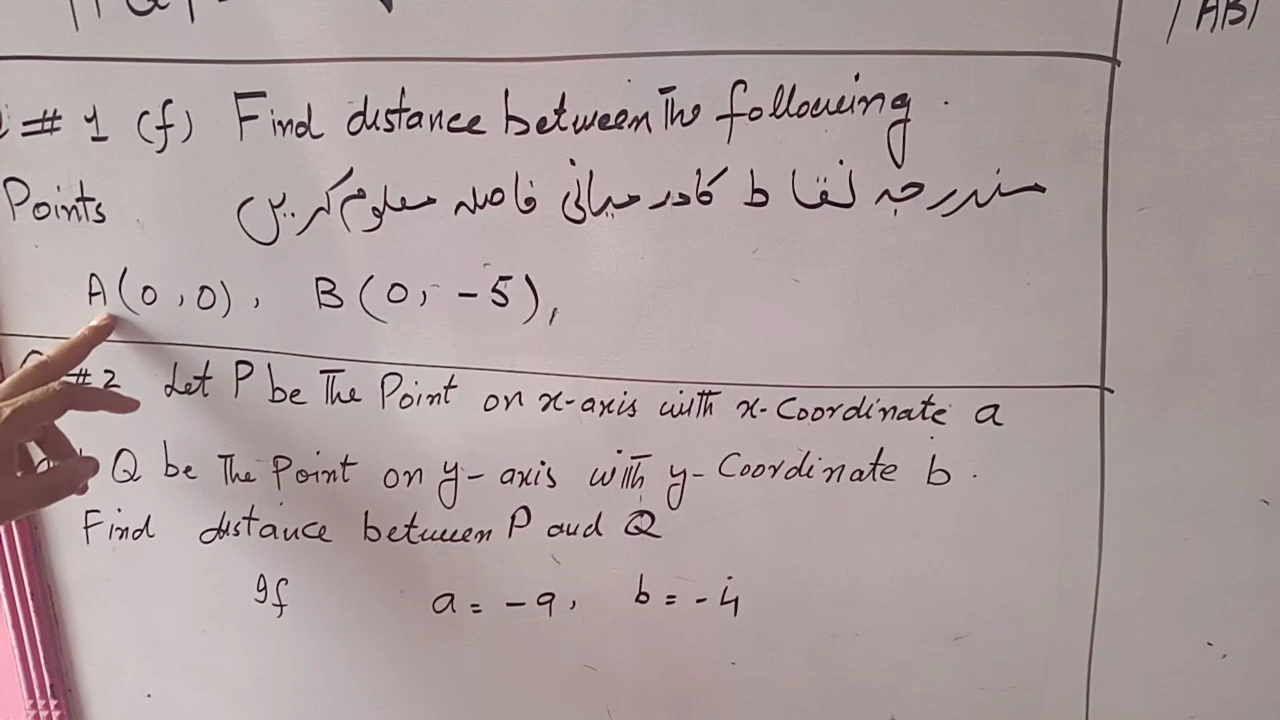 |AB|
# 1 (f) Find distance between The following.
Points مندرجہ نقاط کا درمیانی فاصلہ معلوم کریں
A(0,0), B(0, -5),
#2 Let P be The Point on x-axis with x-Coordinate a
Q be The Point on y-axis with y-Coordinate b.
Find distance between P and Q
If a = -9, b = -4